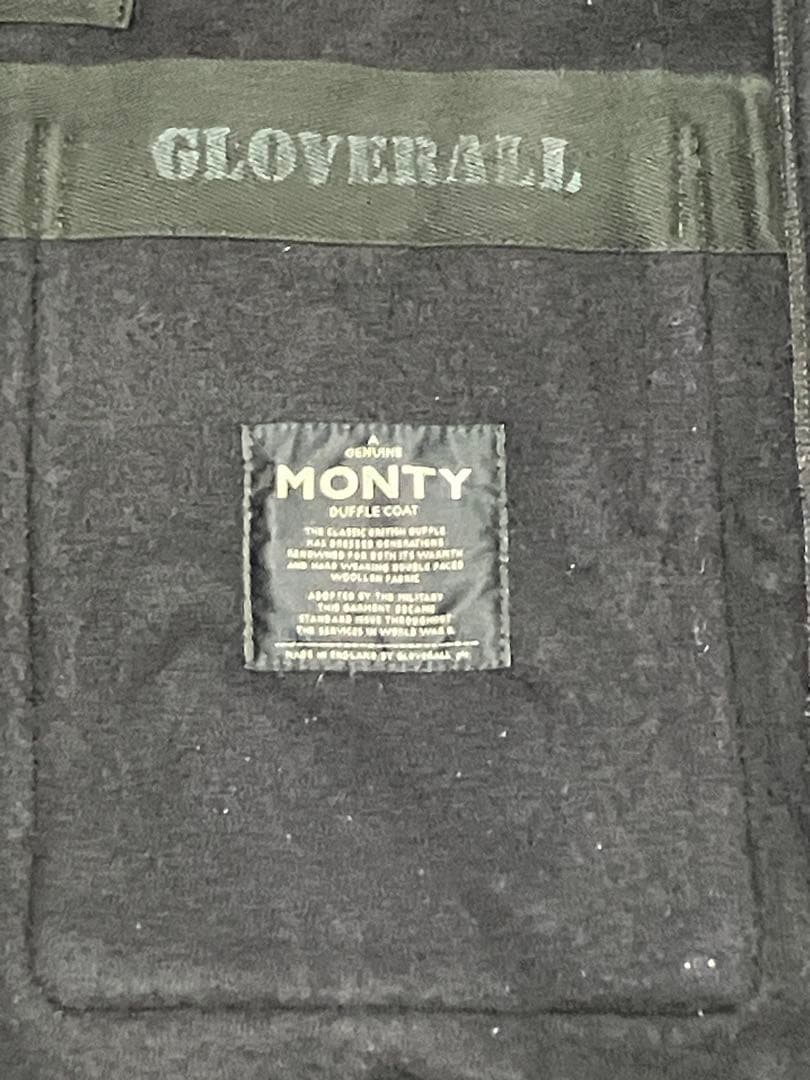 GLOVERALL
A
GENUINE
MONTY
DUFFLE COAT
THE CLASSIC BRITISH DUFFLE
HAS DRESSED GENERATIONS
RENOWNED FOR BOTH ITS WARMTH
AND HARD WEARING DOUBLE FACED
WOOLLEN FABRIC
ADOPTED BY THE MILITARY
THIS GARMENT BECAME
STANDARD ISSUE THROUGHOUT
THE SERVICES IN WORLD WAR II.
MADE IN ENGLAND BY GLOVERALL plc